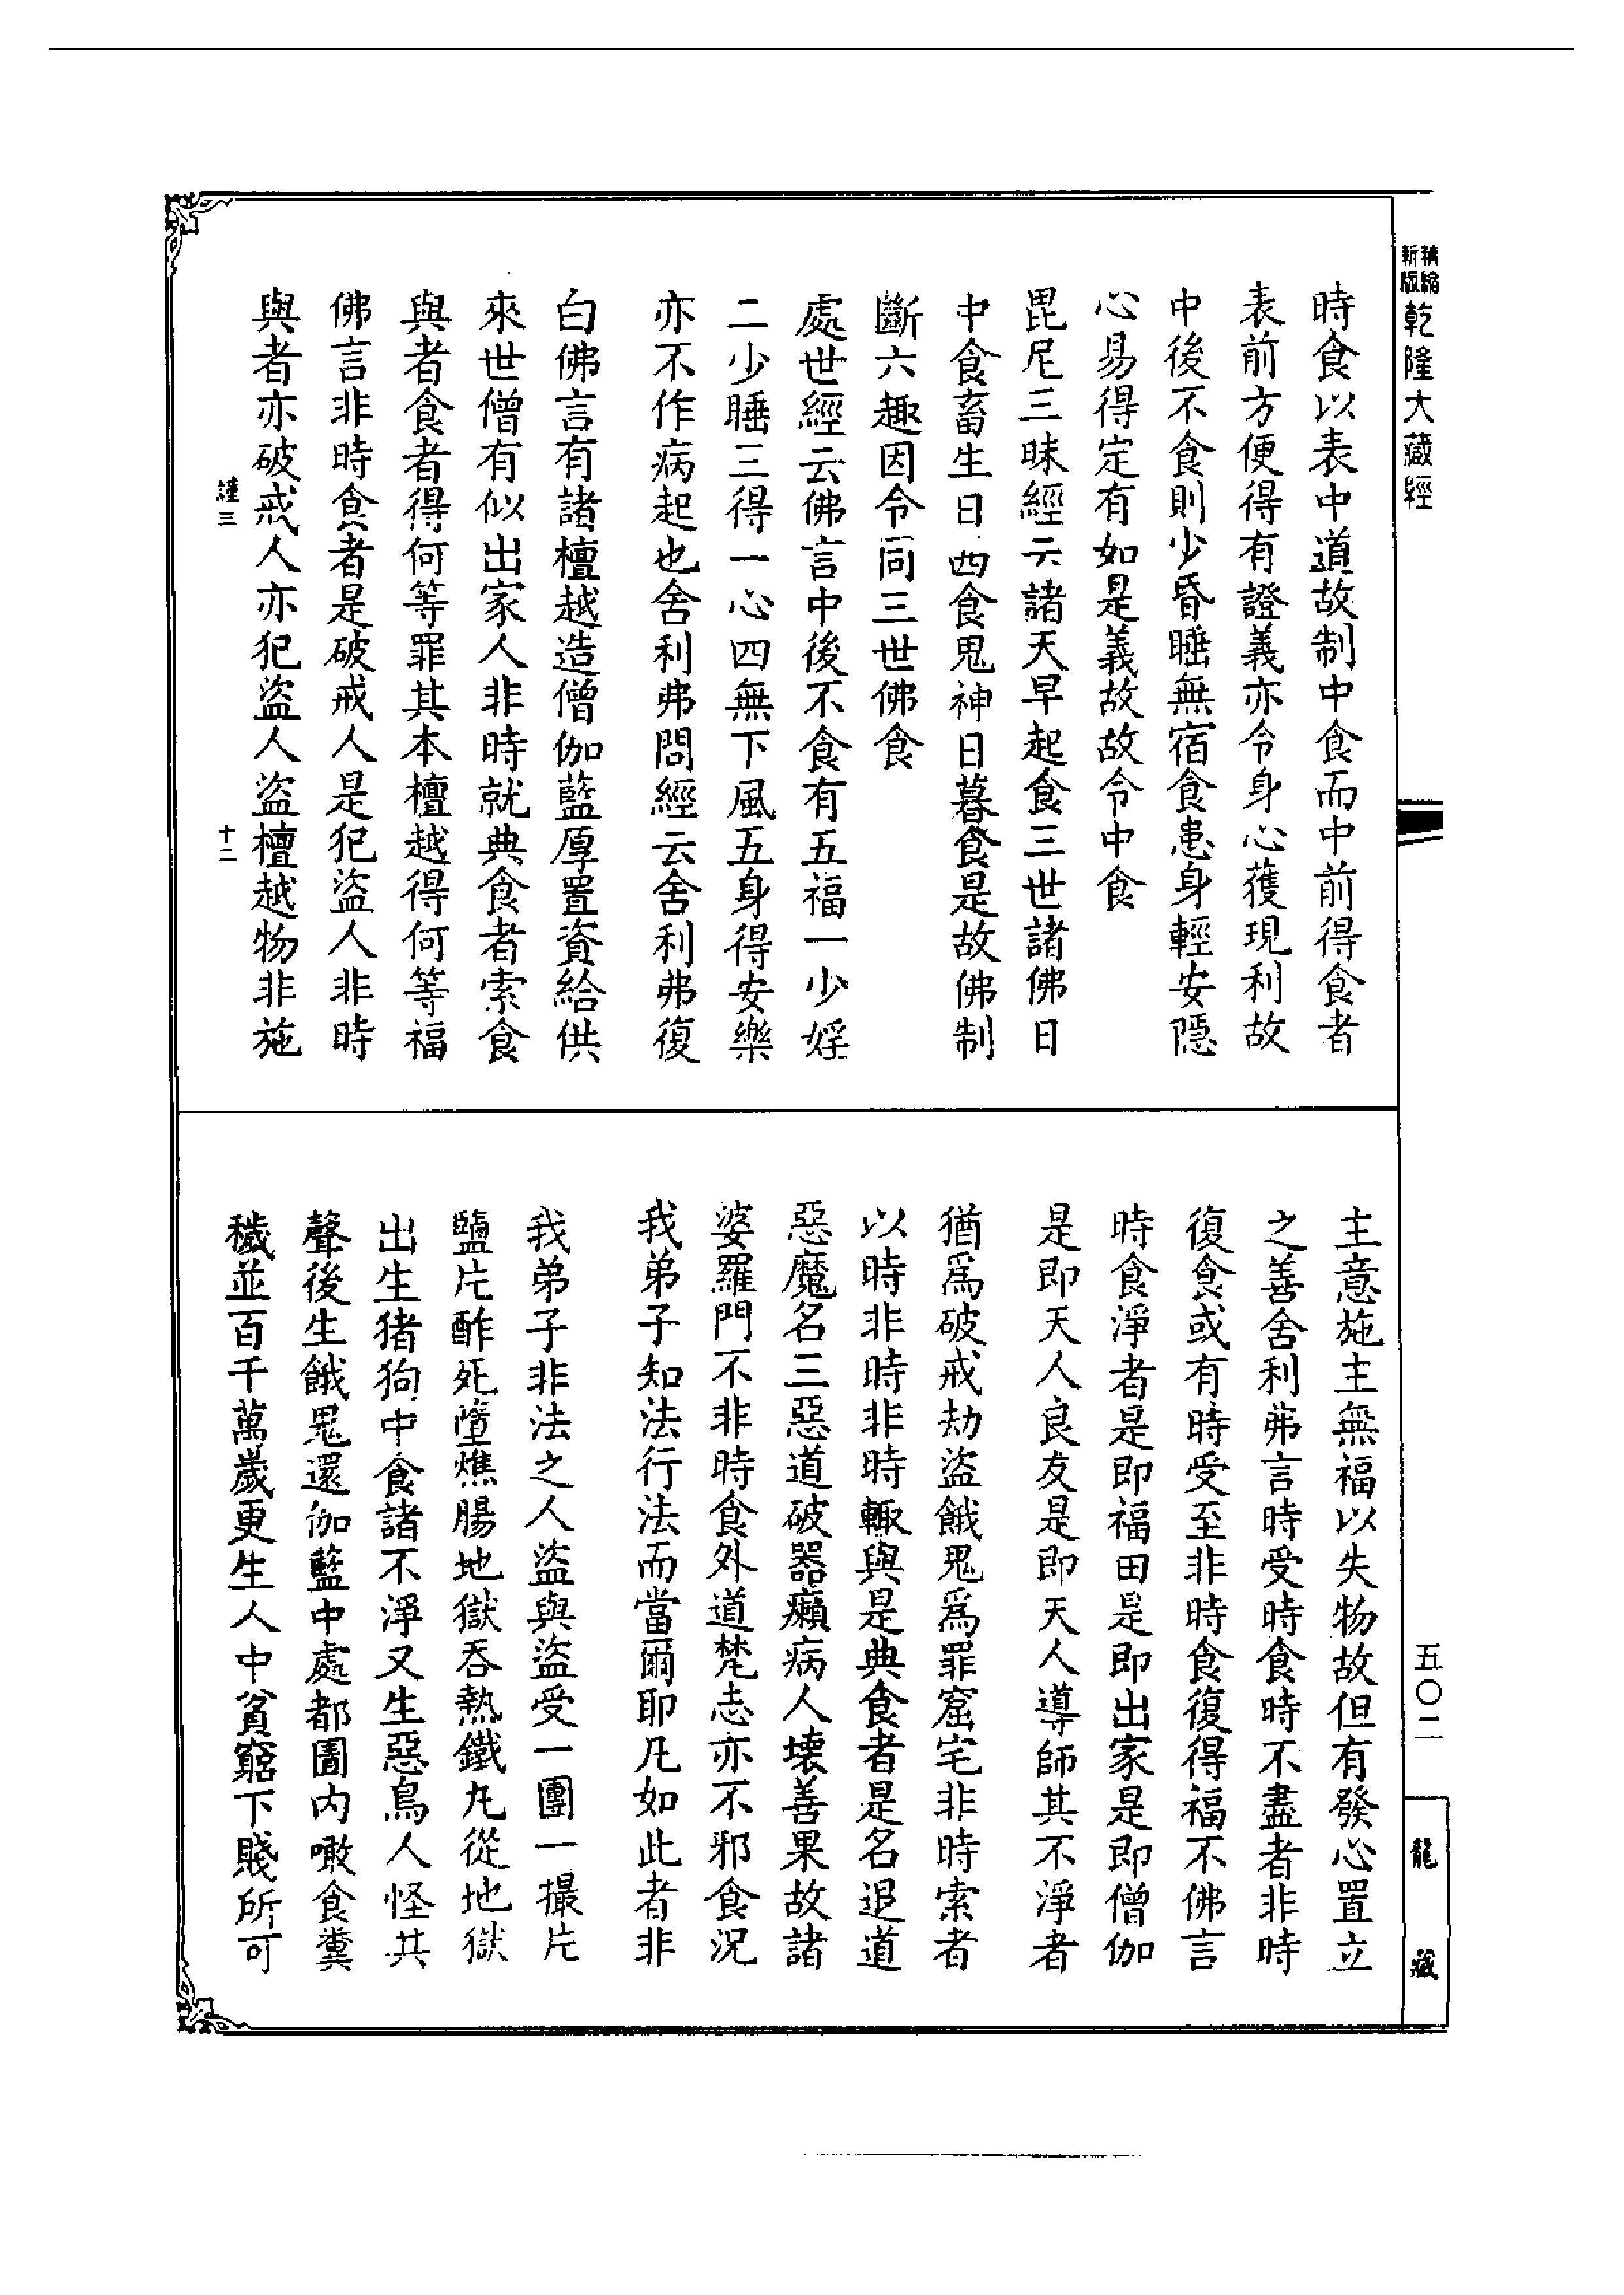 新版精縮乾隆大藏經
時食以表中道故制中食而中前得食者
表前方便得有證義亦令身心獲現利故
中後不食則少昏睡無宿食患身輕安隱
心易得定有如是義故故令中食
毘尼三昧經云諸天早起食三世諸佛日
中食畜生日西食鬼神日暮食是故佛制
斷六趣因令同三世佛食
處世經云佛言中後不食有五福一少婬
二少睡三得一心四無下風五身得安樂
亦不作病起也舍利弗問經云舍利弗復
白佛言有諸檀越造僧伽藍厚置資給供
來世僧有似出家人非時就典食者索食
與者食者得何等罪其本檀越得何等福
佛言非時食者是破戒人是犯盜人非時
與者亦破戒人亦犯盜人盜檀越物非施
三 十二
主意施主無福以失物故但有發心置立
之善舍利弗言時受時食時不盡者非時
復食或有時受至非時食復得福不佛言
時食淨者是即福田是即出家是即僧伽
是即天人良友是即天人導師其不淨者
猶爲破戒劫盜餓鬼爲罪窟宅非時索者
以時非時非時輙與是典食者是名退道
惡魔名三惡道破器癩病人壊善果故諸
婆羅門不非時食外道梵志亦不邪食況
我弟子知法行法而當爾耶凡如此者非
我弟子非法之人盜與盜受一團一撮片
鹽片酢死墮燋腸地獄吞熱鐵丸從地獄
出生猪狗中食諸不淨又生惡鳥人怪其
聲後生餓鬼還伽藍中處都圊內噉食糞
穢並百千萬歲更生人中貧窮下賤所可
五〇二
龍藏